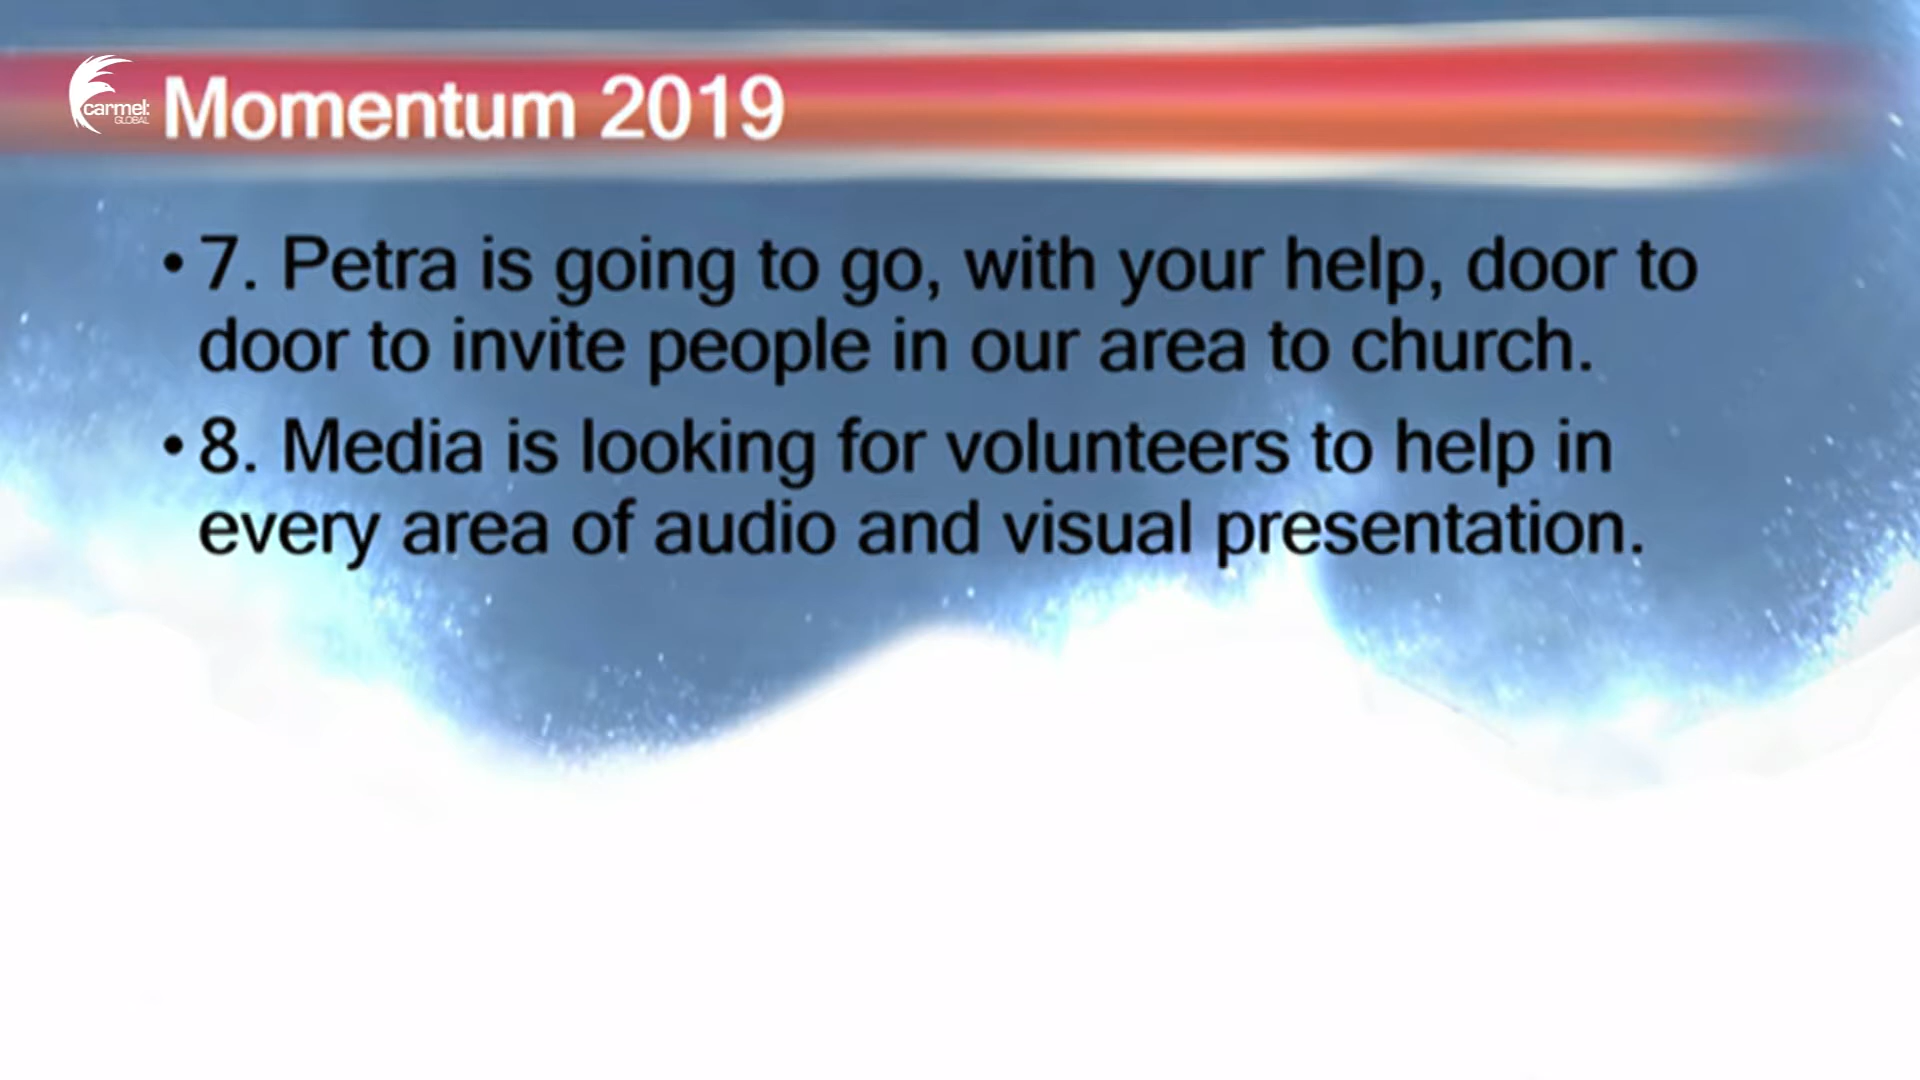 carmel:
GLOBAL
Momentum 2019
• 7. Petra is going to go, with your help, door to
door to invite people in our area to church.
• 8. Media is looking for volunteers to help in
every area of audio and visual presentation.